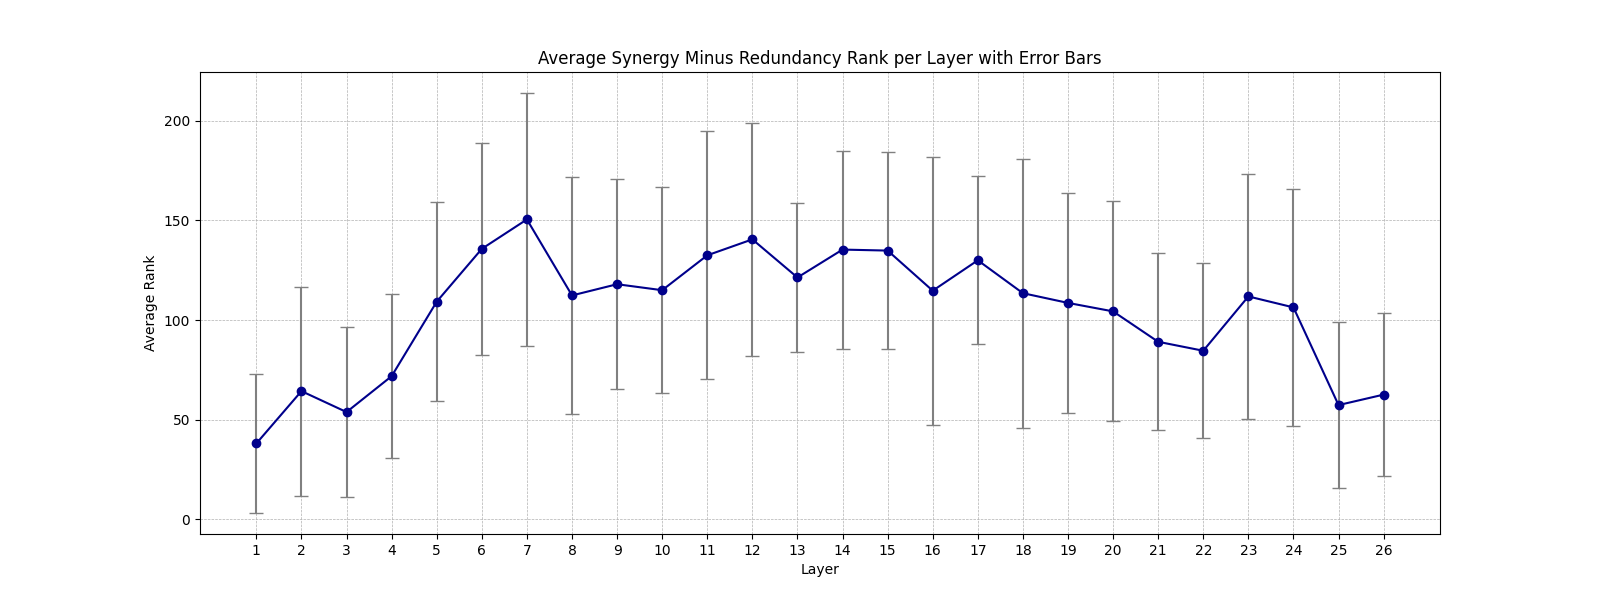 Average Synergy Minus Redundancy Rank per Layer with Error Bars
200
150
100
50
0
Average Rank
1 2 3 4 5 6 7 8 9 10 11 12 13 14 15 16 17 18 19 20 21 22 23 24 25 26
Layer